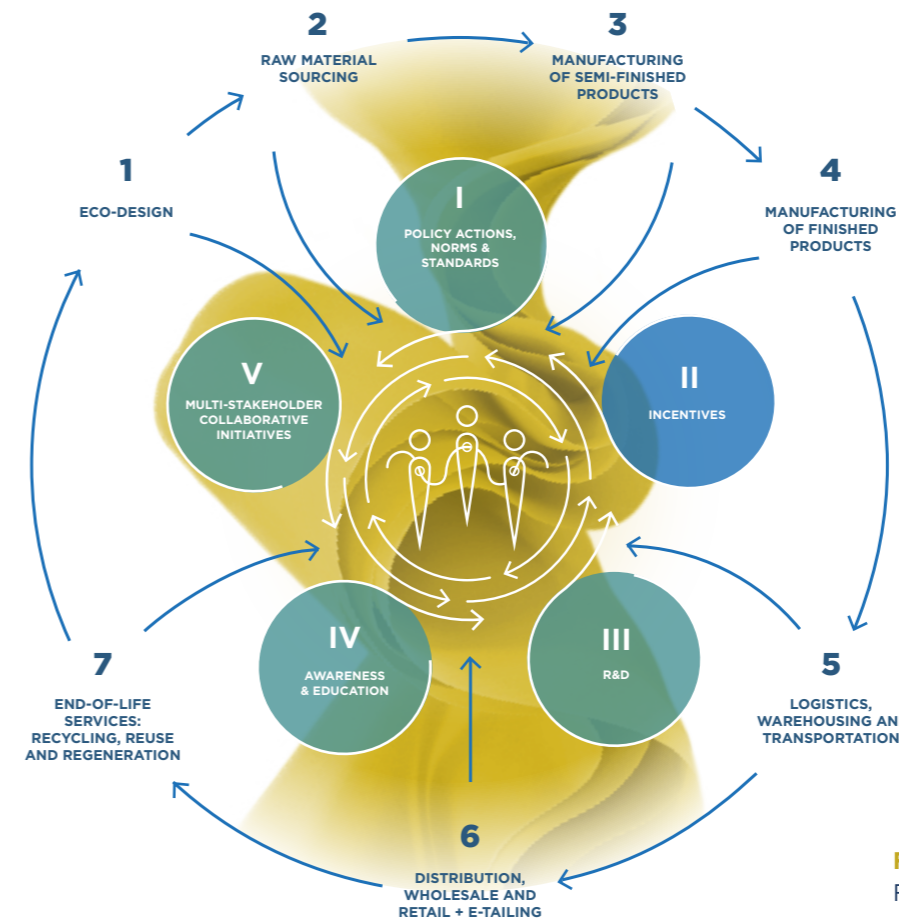 2
RAW MATERIAL
SOURCING
3
MANUFACTURING
OF SEMI-FINISHED
PRODUCTS
1
ECO-DESIGN
4
MANUFACTURING
OF FINISHED
PRODUCTS
I
POLICY ACTIONS,
NORMS &
STANDARDS
V
MULTI-STAKEHOLDER
COLLABORATIVE
INITIATIVES
II
INCENTIVES
IV
AWARENESS
& EDUCATION
III
R&D
7
END-OF-LIFE
SERVICES:
RECYCLING, REUSE
AND REGENERATION
5
LOGISTICS,
WAREHOUSING AN
TRANSPORTATION
6
DISTRIBUTION,
WHOLESALE AND
RETAIL + E-TAILING